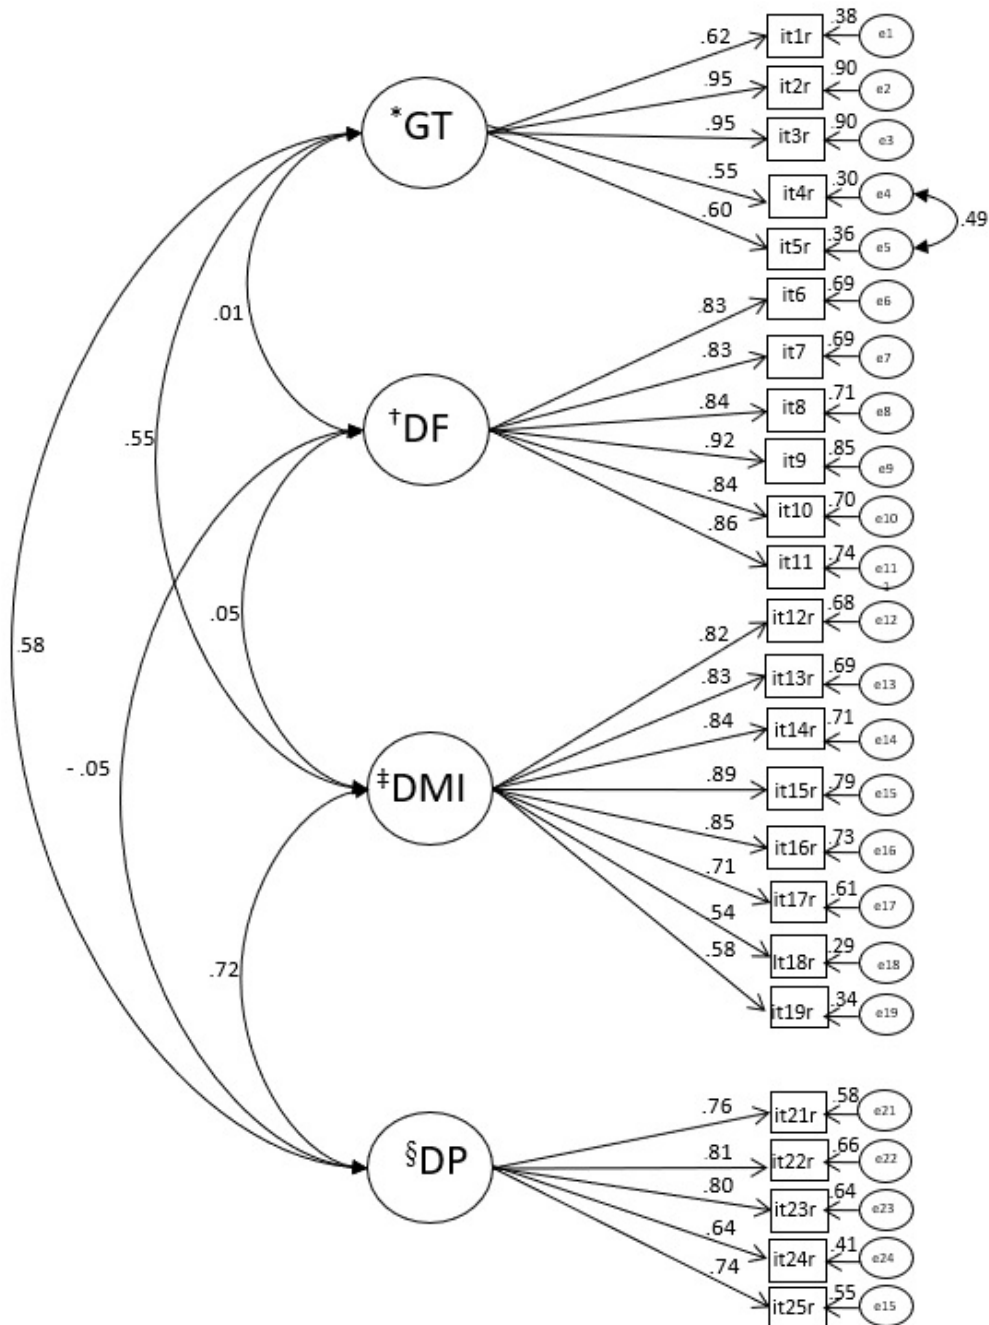 .62 it1r .38 e1
.95 it2r .90 e2
*GT
.95 it3r .90 e3
.55 it4r .30 e4
.49
.60 it5r .36 e5
.83 it6 .69 e6
.01
.83 it7 .69 e7
.84 it8 .71 e8
†DF
.55
.92 it9 .85 e9
.84 it10 .70 e10
.86 it11 .74 e11
1
.05
.82 it12r .68 e12
.58
.83 it13r .69 e13
.84 it14r .71 e14
- .05
‡DMI
.89 it15r .79 e15
.85 it16r .73 e16
.71 it17r .61 e17
.54 It18r .29 e18
.72
.58 it19r .34 e19
.76 it21r .58 e21
.81 it22r .66 e22
§DP
.80 it23r .64 e23
.64 it24r .41 e24
.74 it25r .55 e15